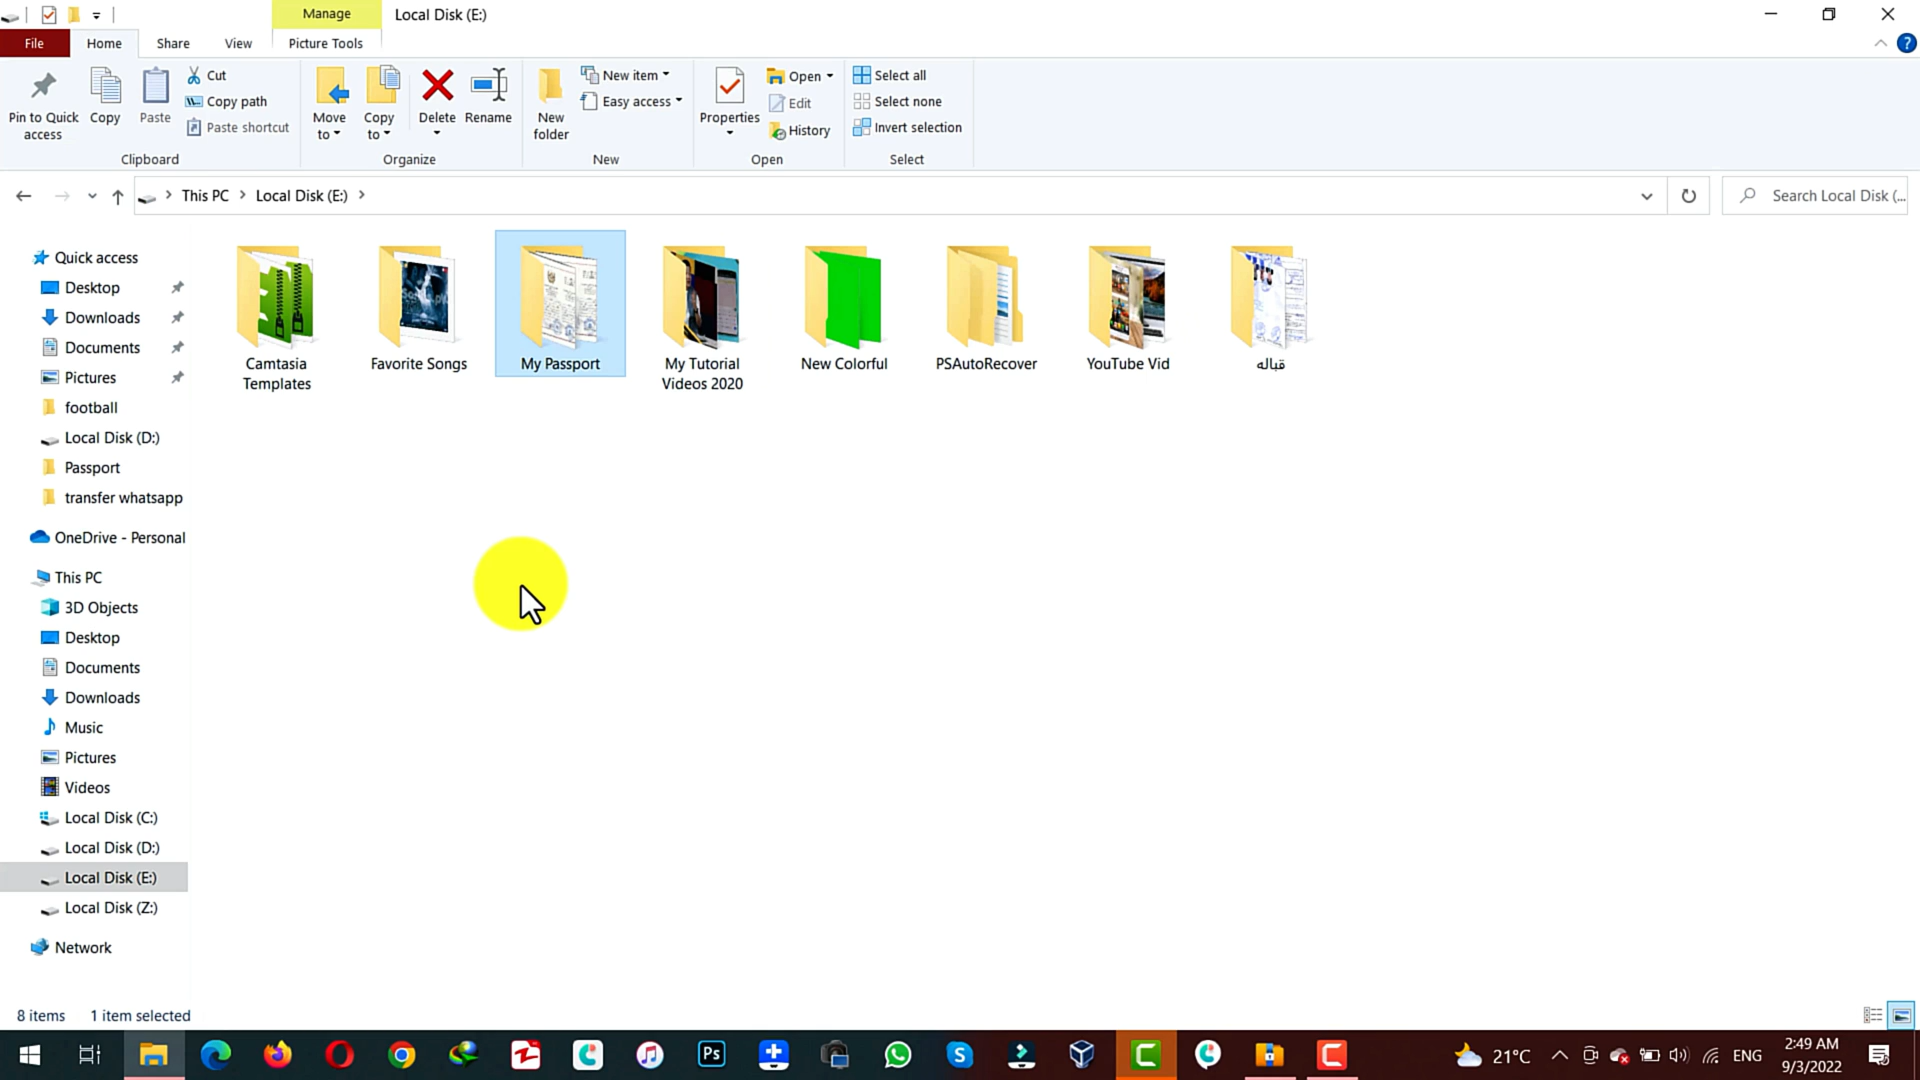 Manage
Local Disk (E:)
File
Home
Share
View
Picture Tools
Pin to Quick
access
Copy
Paste
Cut
Copy path
Paste shortcut
Clipboard
Move
to
Copy
to
Delete
Rename
Organize
New
folder
New item
Easy access
New
Properties
Open
Edit
History
Open
Select all
Select none
Invert selection
Select
This PC
Local Disk (E:)
Search Local Disk (...
Quick access
Desktop
Downloads
Documents
Pictures
football
Local Disk (D:)
Passport
transfer whatsapp
OneDrive - Personal
This PC
3D Objects
Desktop
Documents
Downloads
Music
Pictures
Videos
Local Disk (C:)
Local Disk (D:)
Local Disk (E:)
Local Disk (Z:)
Network
Camtasia
Templates
Favorite Songs
My Passport
My Tutorial
Videos 2020
New Colorful
PSAutoRecover
YouTube Vid
قباله
8 items
1 item selected
Ps
21°C
ENG
2:49 AM
9/3/2022